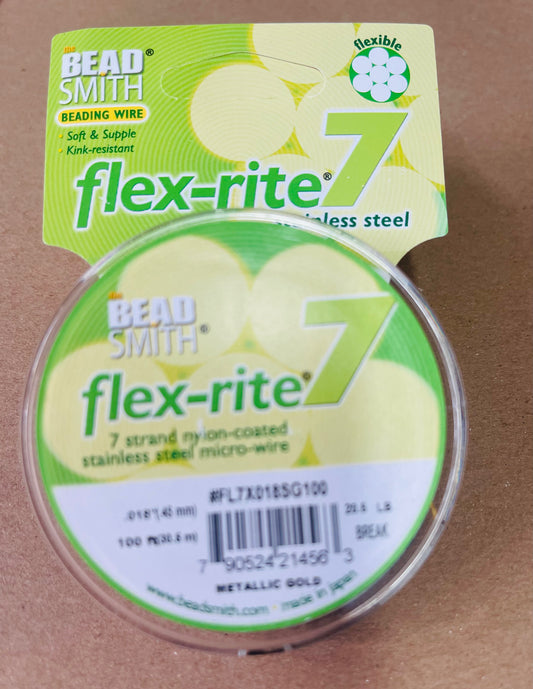 the
BEAD®
SMITH
BEADING WIRE
Soft & Supple
Kink-resistant
flexible
flex-rite®7
stainless steel
the
BEAD
SMITH®
flex-rite®7
7 strand nylon-coated
stainless steel micro-wire
#FL7X018SG100
.018"(.45 mm)
100 ft(30.5 m)
LB
BREAK
7 90524 21456 3
METALLIC GOLD
www.beadsmith.com • made in japan